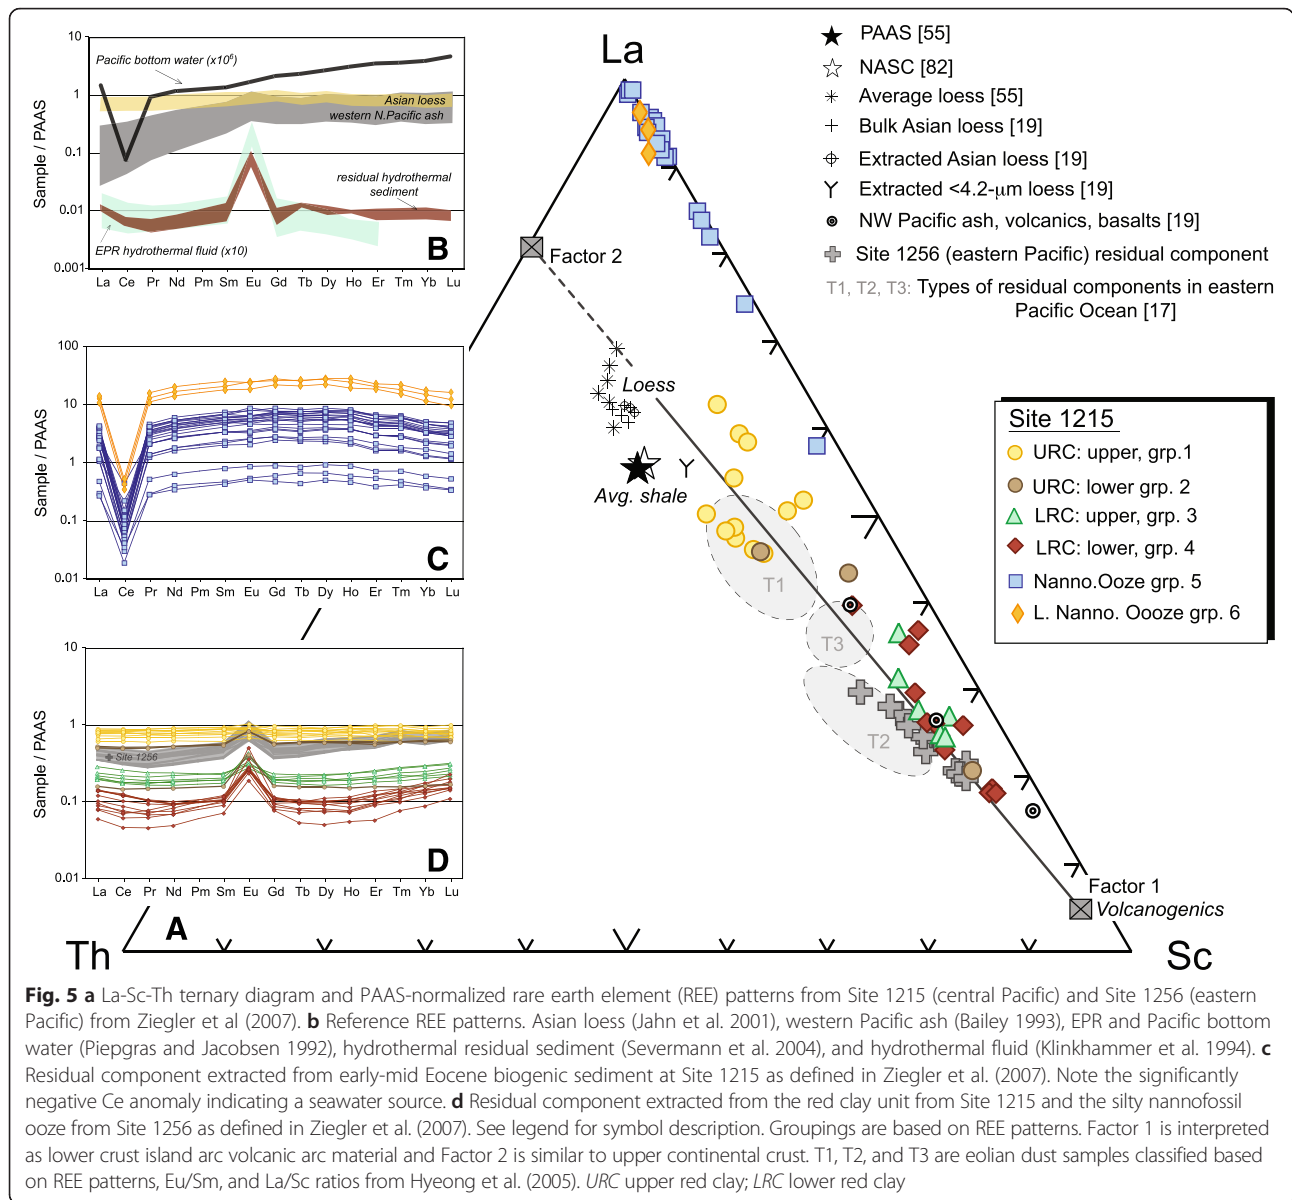 10
1
0.1
0.01
0.001
Sample / PAAS
Pacific bottom water (x10⁶)
Asian loess
western N.Pacific ash
residual hydrothermal
sediment
EPR hydrothermal fluid (x10)
B
La Ce Pr Nd Pm Sm Eu Gd Tb Dy Ho Er Tm Yb Lu
100
10
1
0.1
0.01
Sample / PAAS
C
La Ce Pr Nd Pm Sm Eu Gd Tb Dy Ho Er Tm Yb Lu
10
1
0.1
0.01
Sample / PAAS
Site 1256
D
La Ce Pr Nd Pm Sm Eu Gd Tb Dy Ho Er Tm Yb Lu
A
La
Th
Sc
Factor 2
Loess
Avg. shale
T1
T3
T2
Factor 1
Volcanogenics
PAAS [55]
NASC [82]
Average loess [55]
Bulk Asian loess [19]
Extracted Asian loess [19]
Extracted <4.2-µm loess [19]
NW Pacific ash, volcanics, basalts [19]
Site 1256 (eastern Pacific) residual component
T1, T2, T3: Types of residual components in eastern
Pacific Ocean [17]
Site 1215
URC: upper, grp.1
URC: lower grp. 2
LRC: upper, grp. 3
LRC: lower, grp. 4
Nanno.Ooze grp. 5
L. Nanno. Oooze grp. 6
Fig. 5 a La-Sc-Th ternary diagram and PAAS-normalized rare earth element (REE) patterns from Site 1215 (central Pacific) and Site 1256 (eastern
Pacific) from Ziegler et al (2007). b Reference REE patterns. Asian loess (Jahn et al. 2001), western Pacific ash (Bailey 1993), EPR and Pacific bottom
water (Piepgras and Jacobsen 1992), hydrothermal residual sediment (Severmann et al. 2004), and hydrothermal fluid (Klinkhammer et al. 1994). c
Residual component extracted from early-mid Eocene biogenic sediment at Site 1215 as defined in Ziegler et al. (2007). Note the significantly
negative Ce anomaly indicating a seawater source. d Residual component extracted from the red clay unit from Site 1215 and the silty nannofossil
ooze from Site 1256 as defined in Ziegler et al. (2007). See legend for symbol description. Groupings are based on REE patterns. Factor 1 is interpreted
as lower crust island arc volcanic arc material and Factor 2 is similar to upper continental crust. T1, T2, and T3 are eolian dust samples classified based
on REE patterns, Eu/Sm, and La/Sc ratios from Hyeong et al. (2005). URC upper red clay; LRC lower red clay